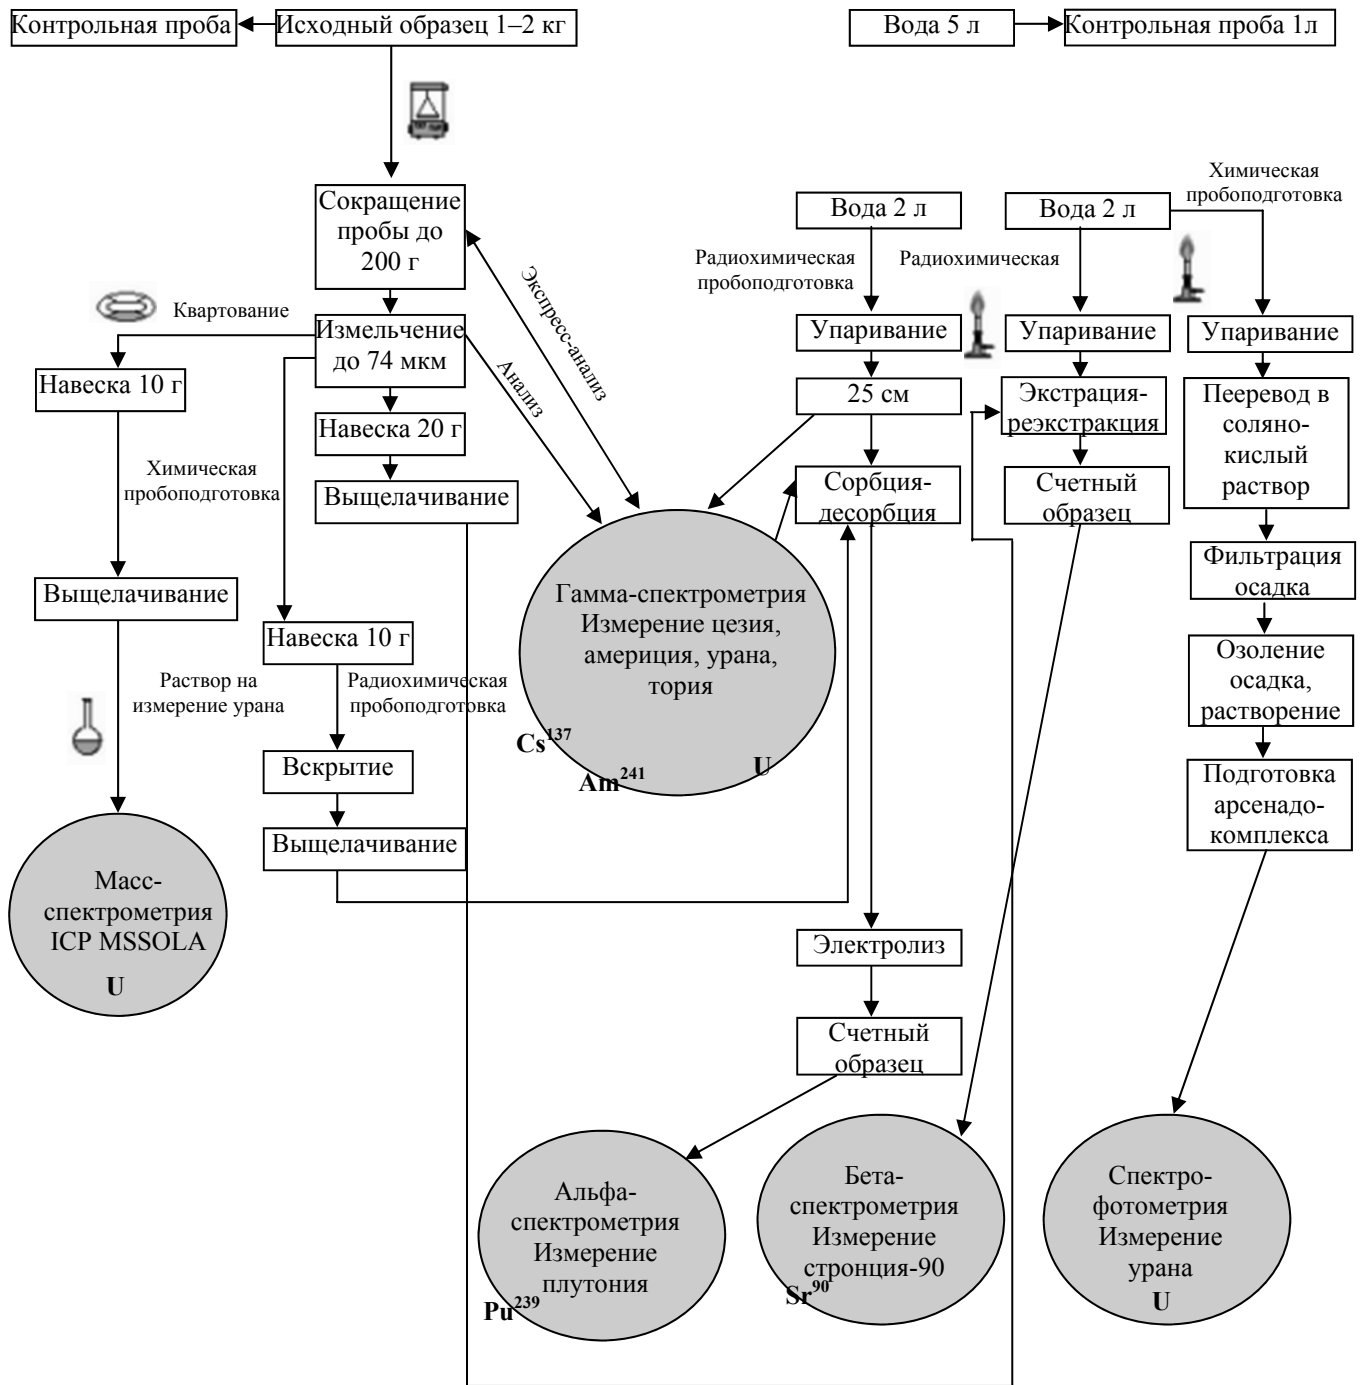 Контрольная проба
Исходный образец 1–2 кг
Вода 5 л
Контрольная проба 1л
Сокращение
пробы до
200 г
Вода 2 л
Вода 2 л
Химическая
пробоподготовка
Радиохимическая
пробоподготовка
Радиохимическая
Экспресс-анализ
Квартование
Измельчение
до 74 мкм
Анализ
Упаривание
Упаривание
Упаривание
Навеска 10 г
Навеска 20 г
25 см
Экстрация-
реэкстракция
Пееревод в
соляно-
кислый
раствор
Химическая
пробоподготовка
Выщелачивание
Сорбция-
десорбция
Счетный
образец
Фильтрация
осадка
Выщелачивание
Гамма-спектрометрия
Измерение цезия,
америция, урана,
тория
Cs137
Am241
U
Навеска 10 г
Озоление
осадка,
растворение
Раствор на
измерение урана
Радиохимическая
пробоподготовка
Вскрытие
Подготовка
арсенадо-
комплекса
Выщелачивание
Масс-
спектрометрия
ICP MSSOLA
U
Электролиз
Счетный
образец
Альфа-
спектрометрия
Измерение
плутония
Pu239
Бета-
спектрометрия
Измерение
стронция-90
Sr90
Спектро-
фотометрия
Измерение
урана
U